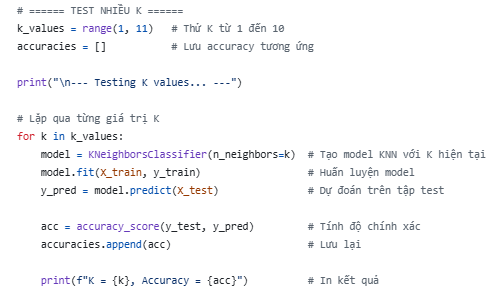 # ====== TEST NHIỀU K ======
k_values = range(1, 11)   # Thử K từ 1 đến 10
accuracies = []           # Lưu accuracy tương ứng
print("\n--- Testing K values... ---")
# Lặp qua từng giá trị K
for k in k_values:
    model = KNeighborsClassifier(n_neighbors=k)  # Tạo model KNN với K hiện tại
    model.fit(X_train, y_train)                  # Huấn luyện model
    y_pred = model.predict(X_test)               # Dự đoán trên tập test
    acc = accuracy_score(y_test, y_pred)         # Tính độ chính xác
    accuracies.append(acc)                       # Lưu lại
    print(f"K = {k}, Accuracy = {acc}")          # In kết quả